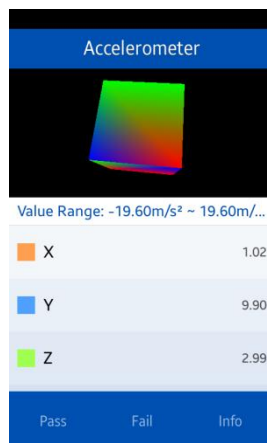 Accelerometer
Value Range: -19.60m/s² ~ 19.60m/...
X 1.02
Y 9.90
Z 2.99
Pass Fail Info